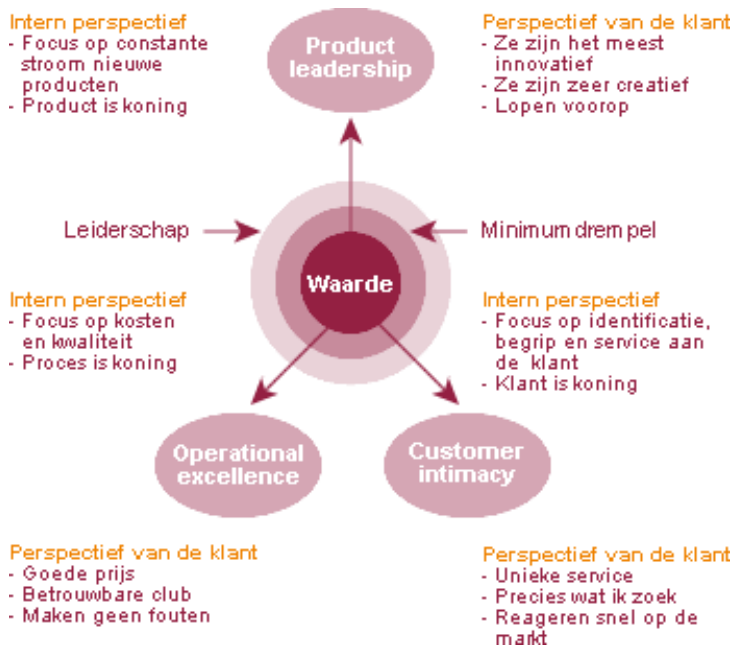 Intern perspectief
- Focus op constante
stroom nieuwe
producten
- Product is koning
Product
leadership
Perspectief van de klant
- Ze zijn het meest
innovatief
- Ze zijn zeer creatief
- Lopen voorop
Leiderschap
Minimum drempel
Waarde
Intern perspectief
- Focus op kosten
en kwaliteit
- Proces is koning
Intern perspectief
- Focus op identificatie,
begrip en service aan
de klant
- Klant is koning
Operational
excellence
Customer
intimacy
Perspectief van de klant
- Goede prijs
- Betrouwbare club
- Maken geen fouten
Perspectief van de klant
- Unieke service
- Precies wat ik zoek
- Reageren snel op de
markt